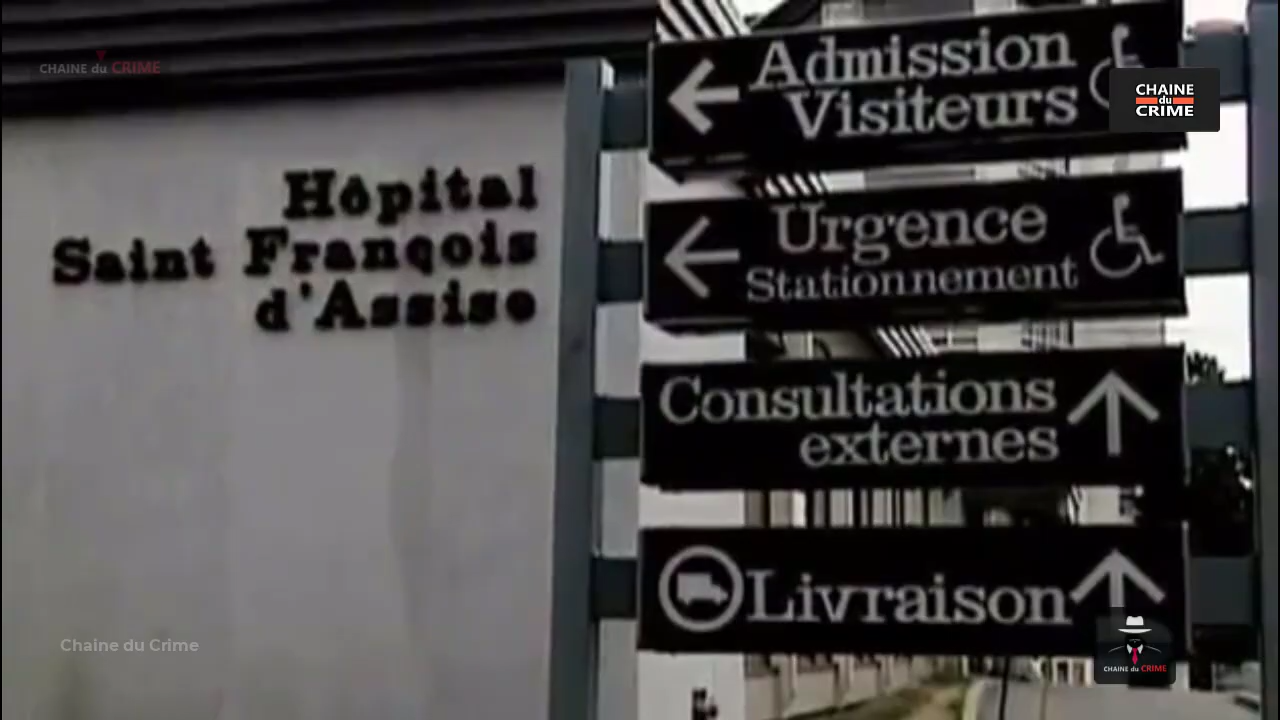 CHAINE du CRIME
Hôpital
Saint François
d'Assise
Admission
Visiteurs
CHAINE
du
CRIME
Urgence
Stationnement
Consultations
externes
Livraison
Chaine du Crime
CHAINE du CRIME